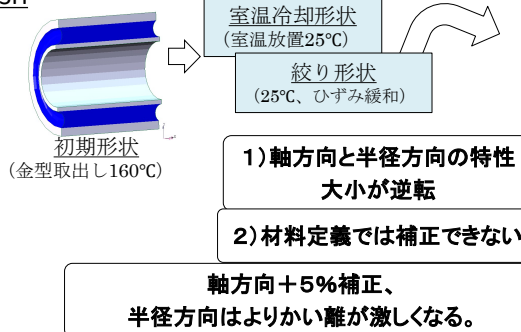 室温冷却形状
(室温放置25℃)
絞り形状
(25℃、ひずみ緩和)
初期形状
(金型取出し160℃)
1)軸方向と半径方向の特性
大小が逆転
2)材料定義では補正できない
軸方向+5%補正、
半径方向はよりかい離が激しくなる。